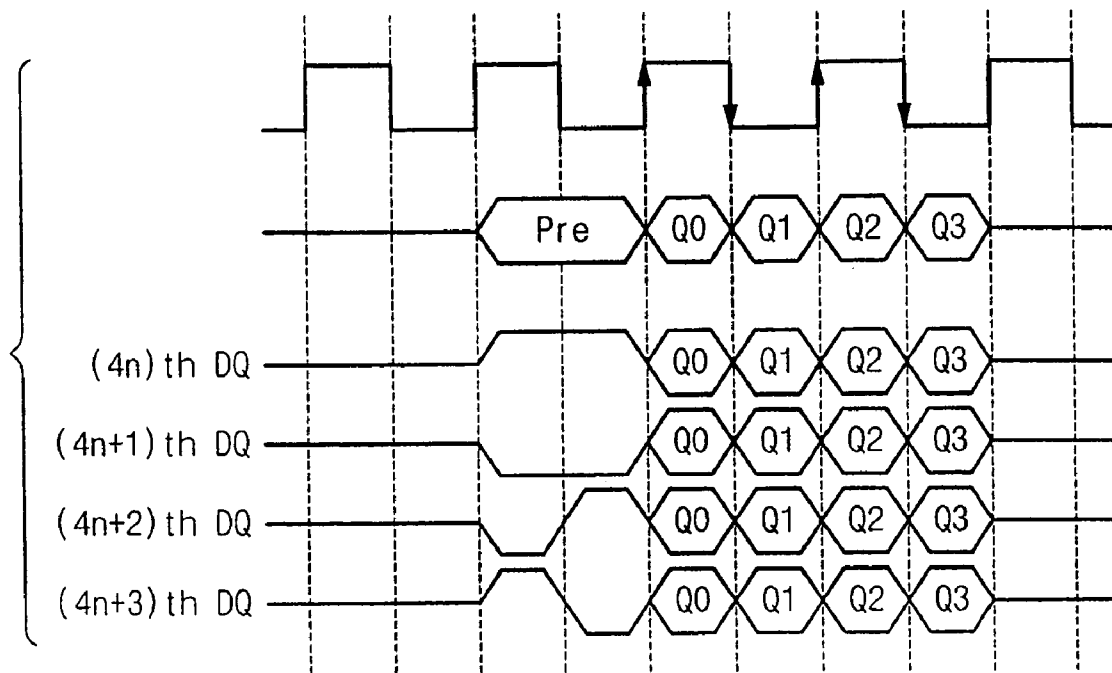 Pre Q0 Q1 Q2 Q3
(4n)th DQ Q0 Q1 Q2 Q3
(4n+1)th DQ Q0 Q1 Q2 Q3
(4n+2)th DQ Q0 Q1 Q2 Q3
(4n+3)th DQ Q0 Q1 Q2 Q3